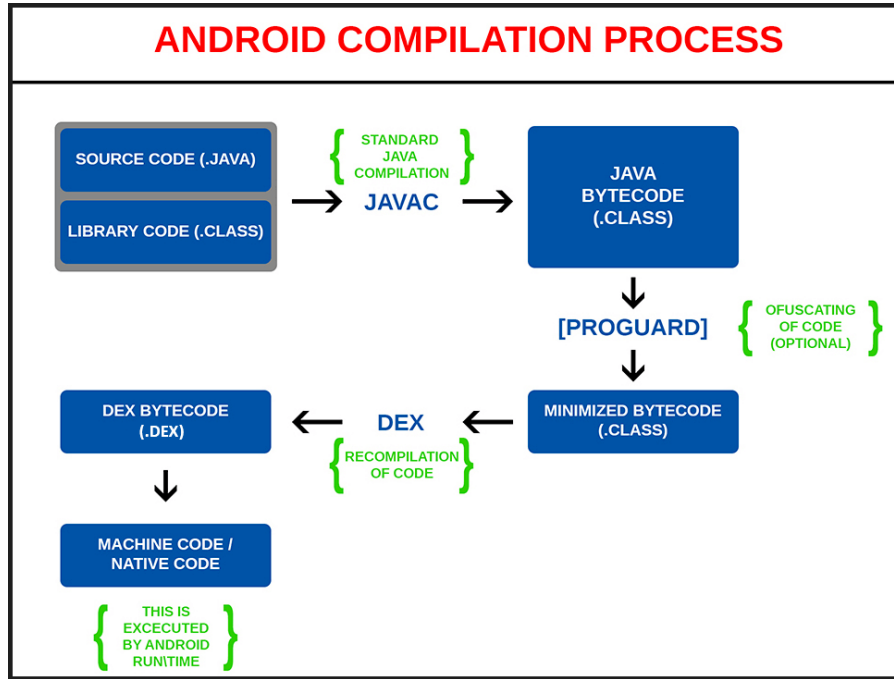 ANDROID COMPILATION PROCESS
SOURCE CODE (.JAVA)
LIBRARY CODE (.CLASS)
STANDARD
JAVA
COMPILATION
JAVAC
JAVA
BYTECODE
(.CLASS)
[PROGUARD]
OFUSCATING
OF CODE
(OPTIONAL)
MINIMIZED BYTECODE
(.CLASS)
DEX
RECOMPILATION
OF CODE
DEX BYTECODE
(.DEX)
MACHINE CODE /
NATIVE CODE
THIS IS
EXCECUTED
BY ANDROID
RUN\TIME